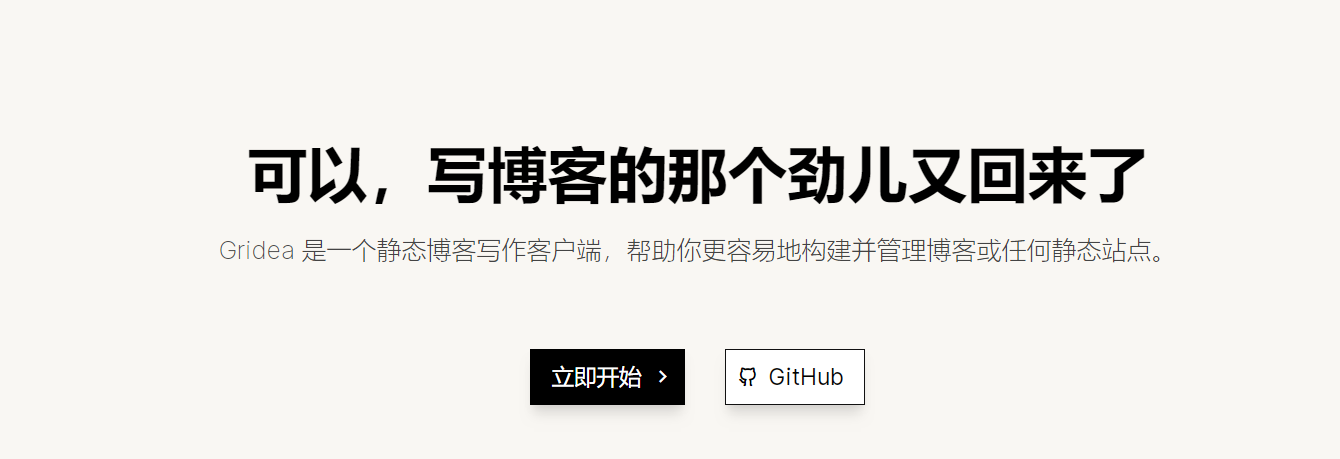 可以，写博客的那个劲儿又回来了
Gridea 是一个静态博客写作客户端，帮助你更容易地构建并管理博客或任何静态站点。
立即开始
GitHub